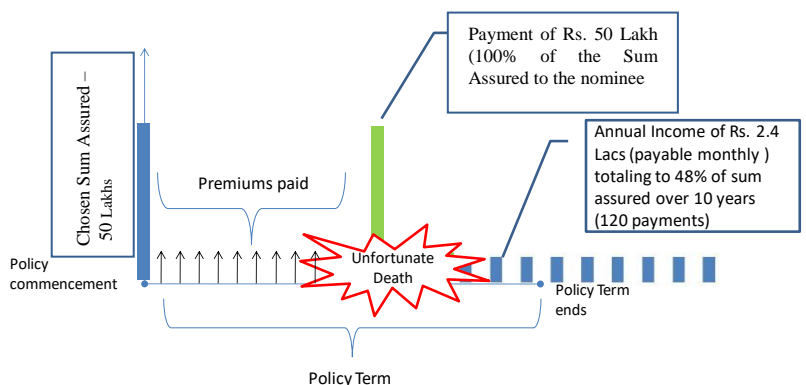 Chosen Sum Assured –
50 Lakhs
Payment of Rs. 50 Lakh
(100% of the Sum
Assured to the nominee
Annual Income of Rs. 2.4
Lacs (payable monthly )
totaling to 48% of sum
assured over 10 years
(120 payments)
Premiums paid
Unfortunate
Death
Policy
commencement
Policy Term
ends
Policy Term